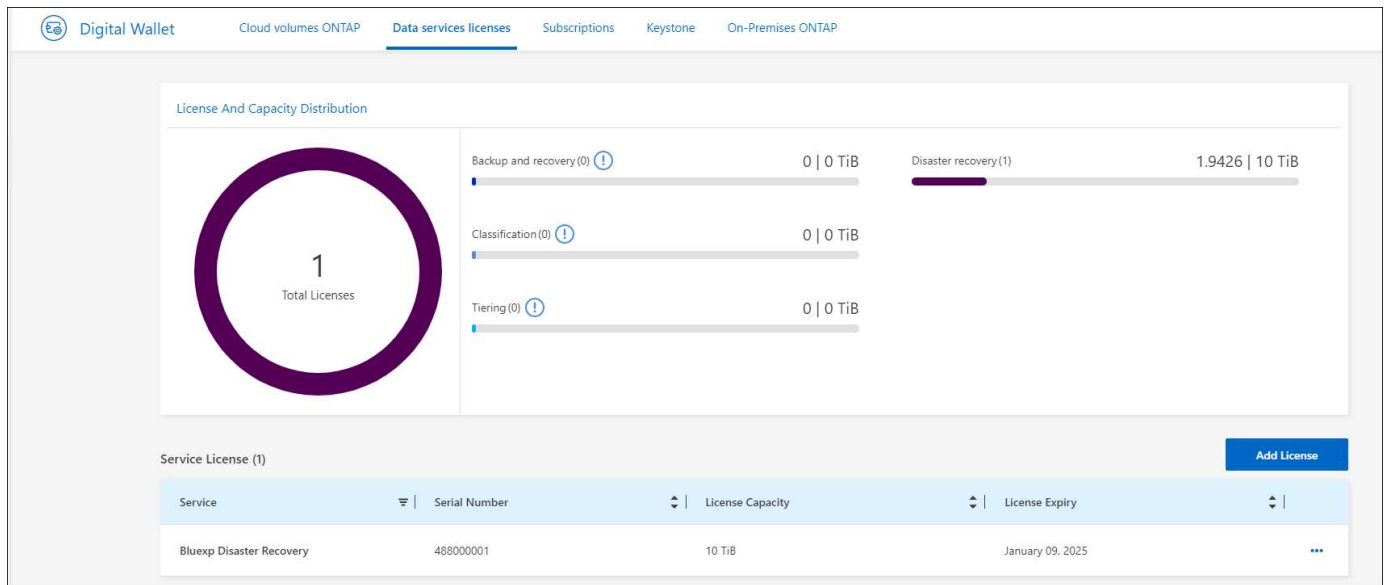 Digital Wallet Cloud volumes ONTAP Data services licenses Subscriptions Keystone On-Premises ONTAP
License And Capacity Distribution
Backup and recovery (0) 0 | 0 TiB Disaster recovery (1) 1.9426 | 10 TiB
Classification (0) 0 | 0 TiB
1
Total Licenses
Tiering (0) 0 | 0 TiB
Service License (1) Add License
Service Serial Number License Capacity License Expiry
Bluexp Disaster Recovery 488000001 10 TiB January 09, 2025